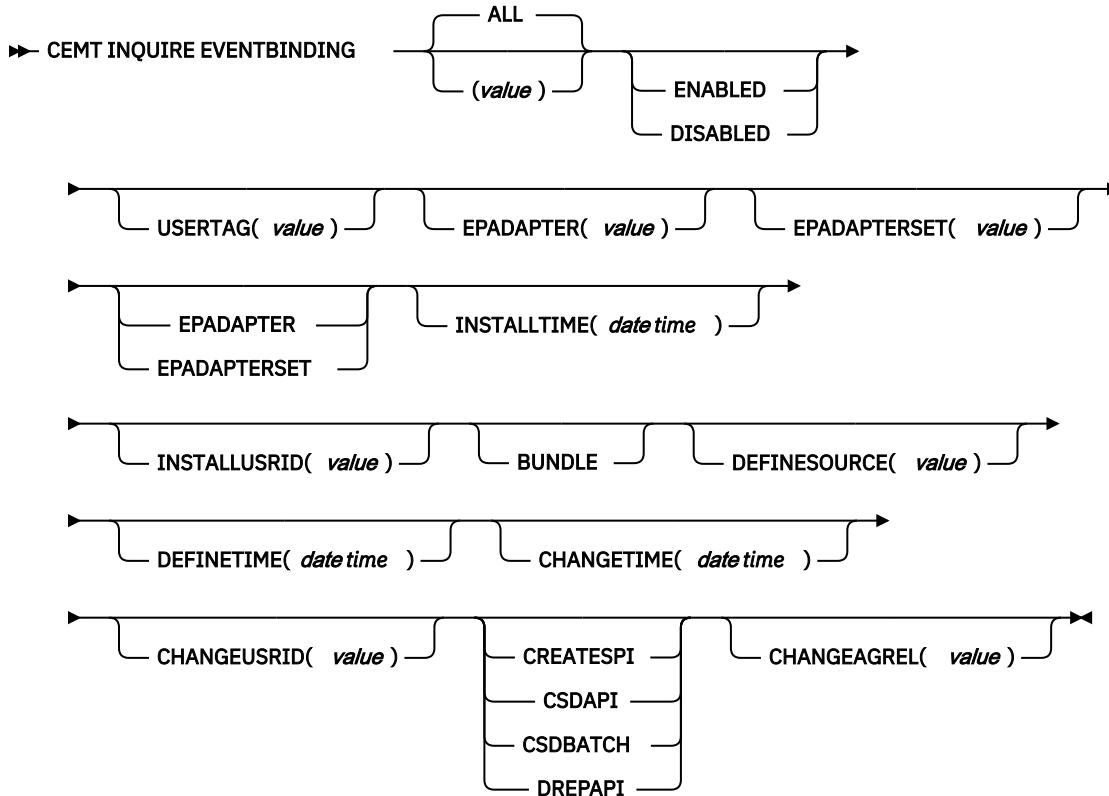 ALL
CEMT INQUIRE EVENTBINDING
(value)
ENABLED
DISABLED
USERTAG( value ) EPADAPTER( value ) EPADAPTERSET( value )
EPADAPTER INSTALLTIME( date time )
EPADAPTERSET
INSTALLUSRID( value ) BUNDLE DEFINESOURCE( value )
DEFINETIME( date time ) CHANGETIME( date time )
CHANGEUSRID( value ) CREATESPI CHANGEAGREL( value )
CSDAPI
CSDBATCH
DREPAPI